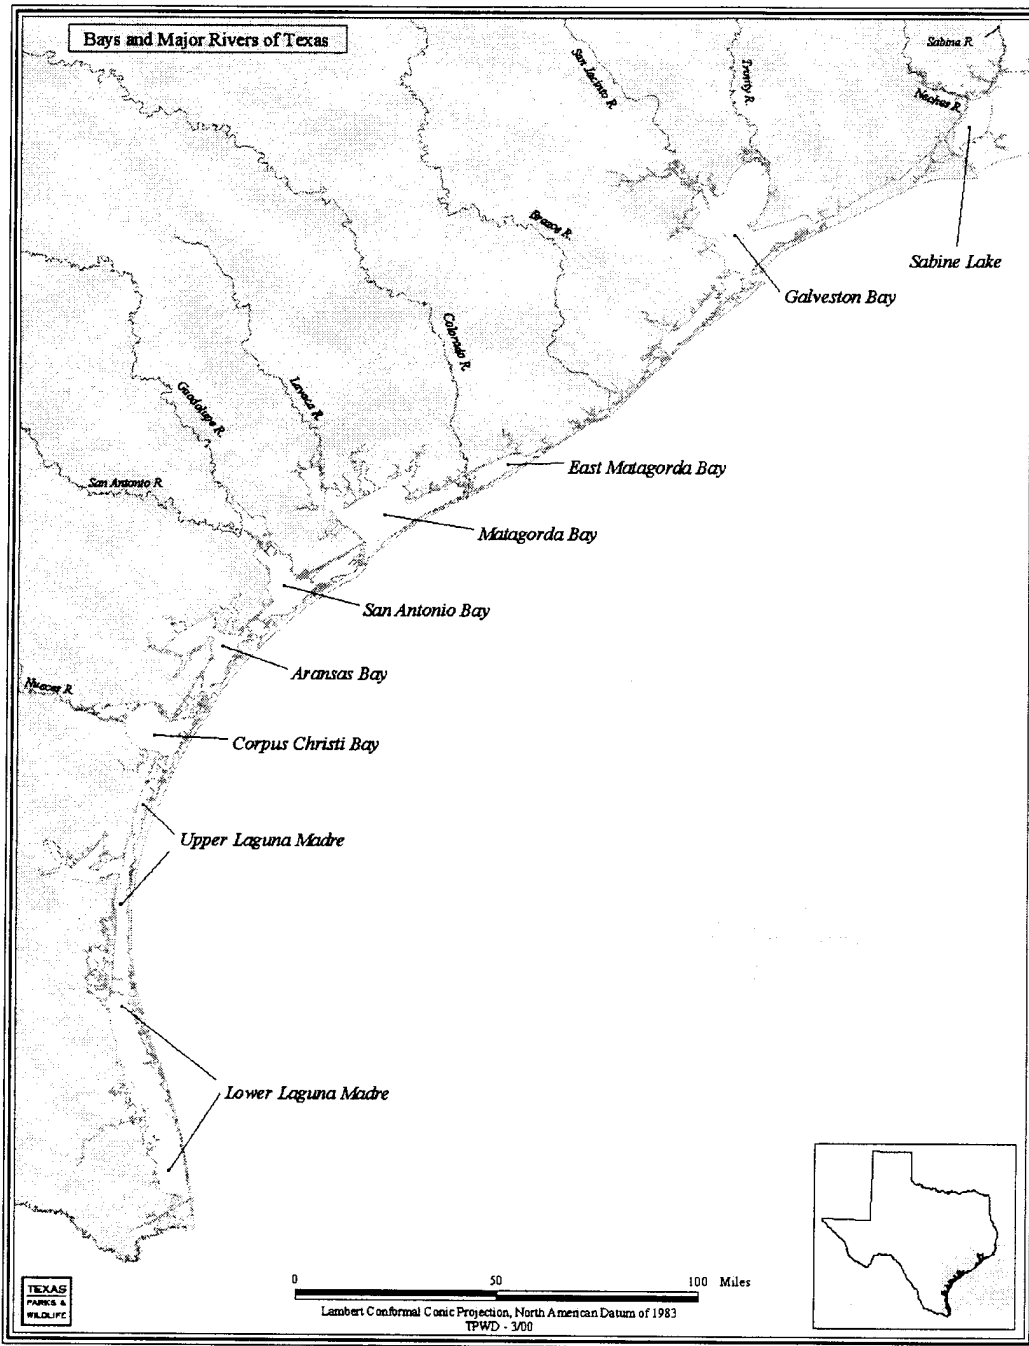 Bays and Major Rivers of Texas
Sabine R.
San Jacinto R.
Trinity R.
Neches R.
Brazos R.
Sabine Lake
Galveston Bay
Colorado R.
Lavaca R.
Guadalupe R.
East Matagorda Bay
San Antonio R.
Matagorda Bay
San Antonio Bay
Aransas Bay
Nueces R.
Corpus Christi Bay
Upper Laguna Madre
Lower Laguna Madre
0 50 100 Miles
Lambert Conformal Conic Projection, North American Datum of 1983
TPWD - 3/00
TEXAS
PARKS &
WILDLIFE